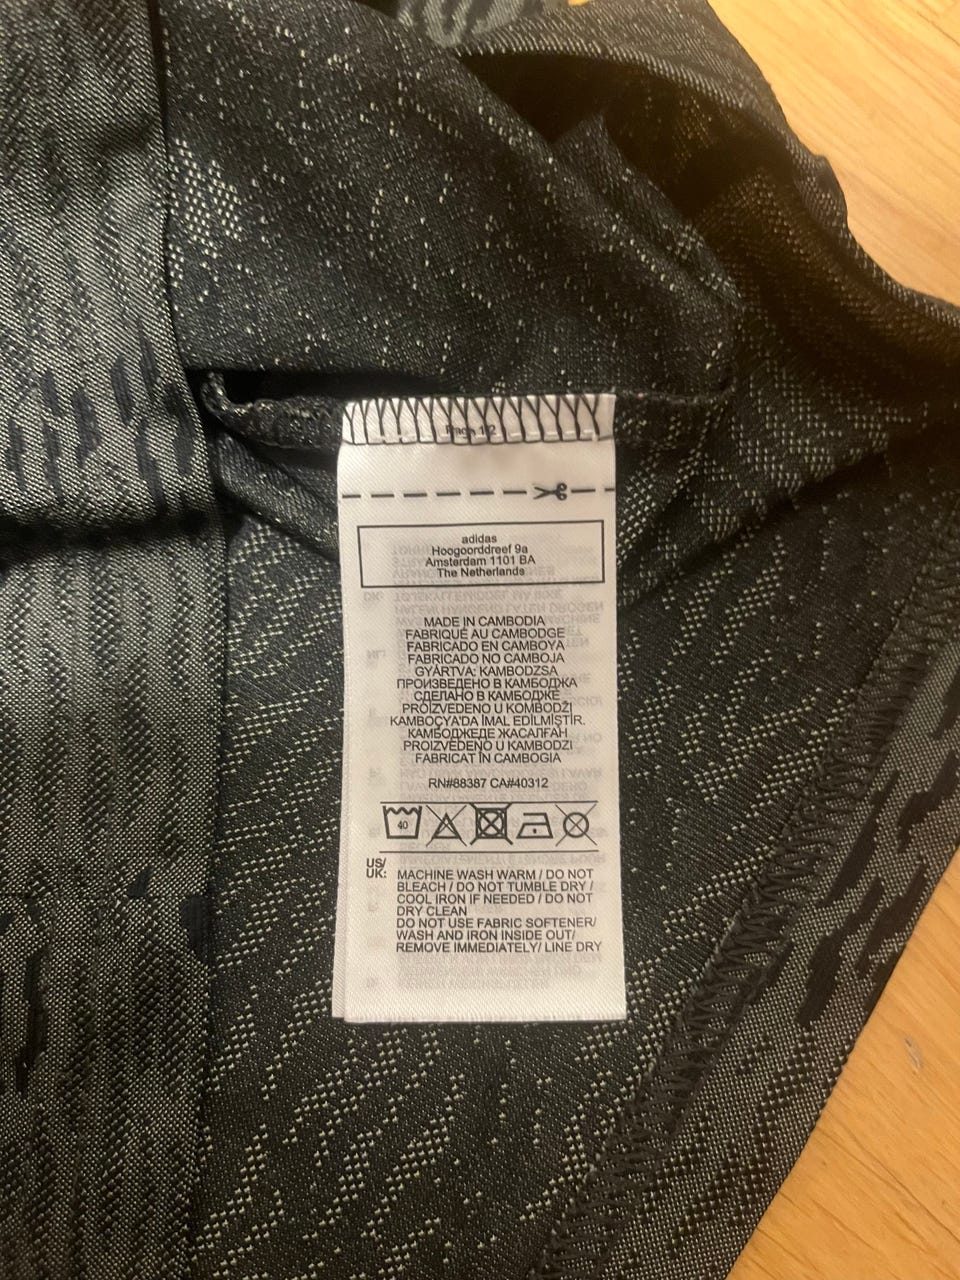 Page 1/2
adidas
Hoogoorddreef 9a
Amsterdam 1101 BA
The Netherlands
MADE IN CAMBODIA
FABRIQUÉ AU CAMBODGE
FABRICADO EN CAMBOYA
FABRICADO NO CAMBOJA
GYÁRTVA: KAMBODZSA
ПРОИЗВЕДЕНО В КАМБОДЖА
СДЕЛАНО В КАМБОДЖЕ
PROIZVEDENO U KOMBODŽI
KAMBOÇYA'DA İMAL EDİLMİŞTİR.
КАМБОДЖЕДЕ ЖАСАЛҒАН
PROIZVEDENO U KAMBODZI
FABRICAT ÎN CAMBOGIA
RN#88387 CA#40312
40
US/
UK:
MACHINE WASH WARM / DO NOT
BLEACH / DO NOT TUMBLE DRY /
COOL IRON IF NEEDED / DO NOT
DRY CLEAN
DO NOT USE FABRIC SOFTENER/
WASH AND IRON INSIDE OUT/
REMOVE IMMEDIATELY/ LINE DRY